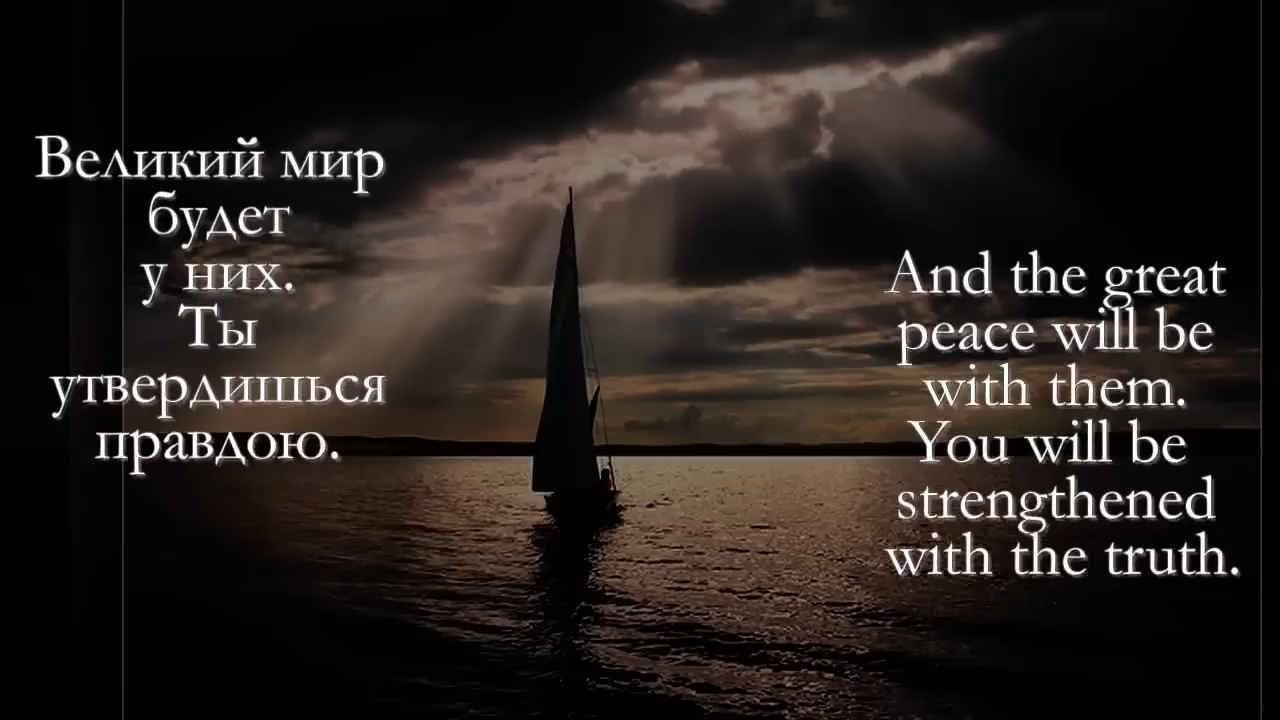 Великий мир
будет
у них.
Ты
утвердишься
правдою.
And the great
peace will be
with them.
You will be
strengthened
with the truth.